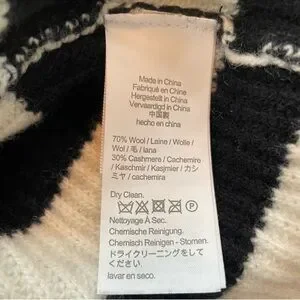 Made in China
Fabriqué en Chine
Hergestellt in China
Vervaardigd in China
中国製
hecho en chino
70% Wool / Laine / Wolle /
Wol / 毛 / lana
30% Cashmere / Cachemire
/ Kaschmir / Kasjmier / カシ
ミヤ / cachemira
Dry Clean.
P
Nettoyage À Sec.
Chemische Reinigung.
Chemisch Reinigen - Stomen.
ドライクリーニングをして
ください.
lavar en seco.